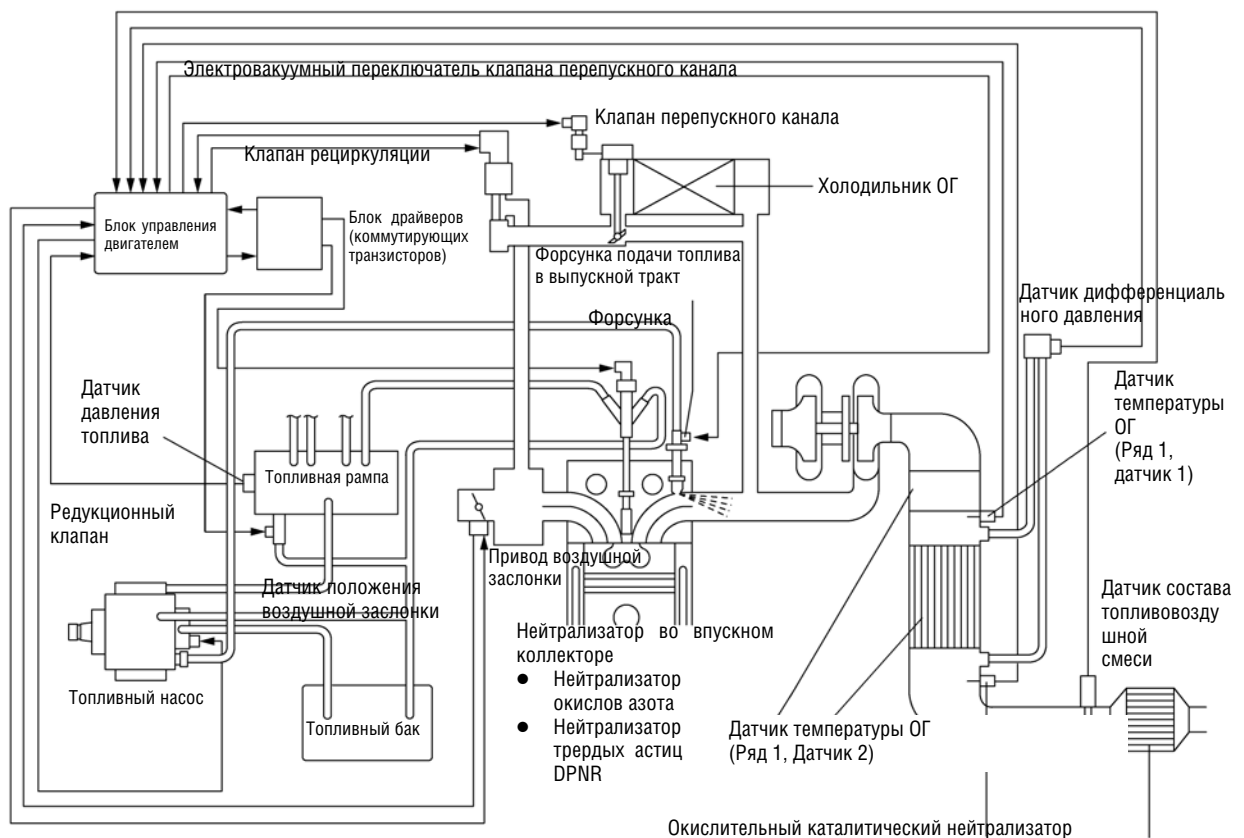 Электровакуумный переключатель клапана перепускного канала
Клапан перепускного канала
Клапан рециркуляции
Холодильник ОГ
Блок управления
двигателем
Блок драйверов
(коммутирующих
транзисторов)
Форсунка подачи топлива
в выпускной тракт
Датчик дифференциаль
ного давления
Форсунка
Датчик
давления
топлива
Датчик
температуры
ОГ
(Ряд 1,
датчик 1)
Топливная рампа
Редукционный
клапан
Привод воздушной
заслонки
Датчик положения
воздушной заслонки
Датчик состава
топливовозду
шной
смеси
Нейтрализатор во впускном
коллекторе
● Нейтрализатор
окислов азота
● Нейтрализатор
трердых астиц
DPNR
Топливный насос
Топливный бак
Датчик температуры ОГ
(Ряд 1, Датчик 2)
Окислительный каталитический нейтрализатор